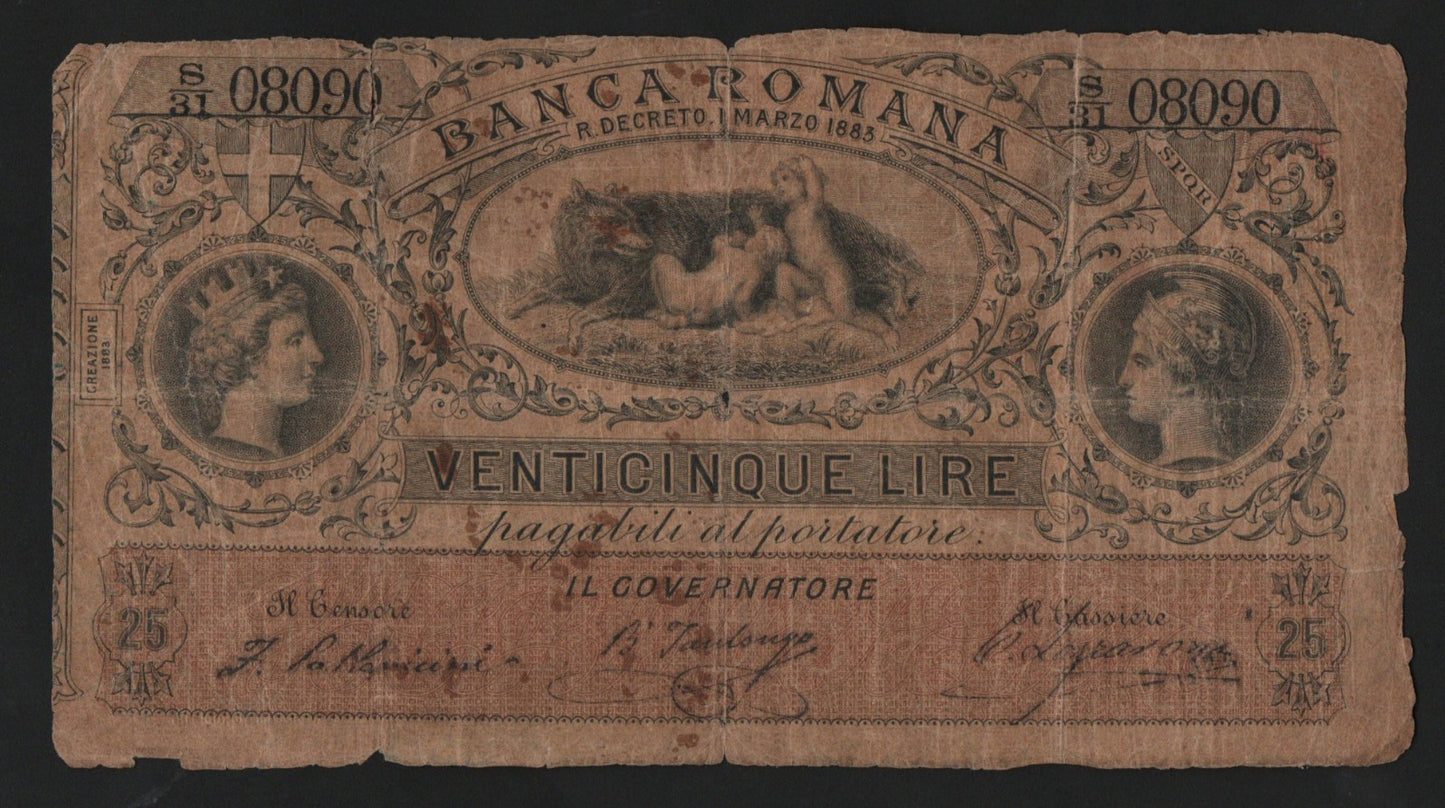 S/31 08090
S/31 08090
BANCA ROMANA
R. DECRETO. 1 MARZO 1883
SPQR
CREAZIONE
1883
VENTICINQUE LIRE
pagabili al portatore:
IL GOVERNATORE
Il Censore
Il Cassiere
25
25
B. Tanlongo